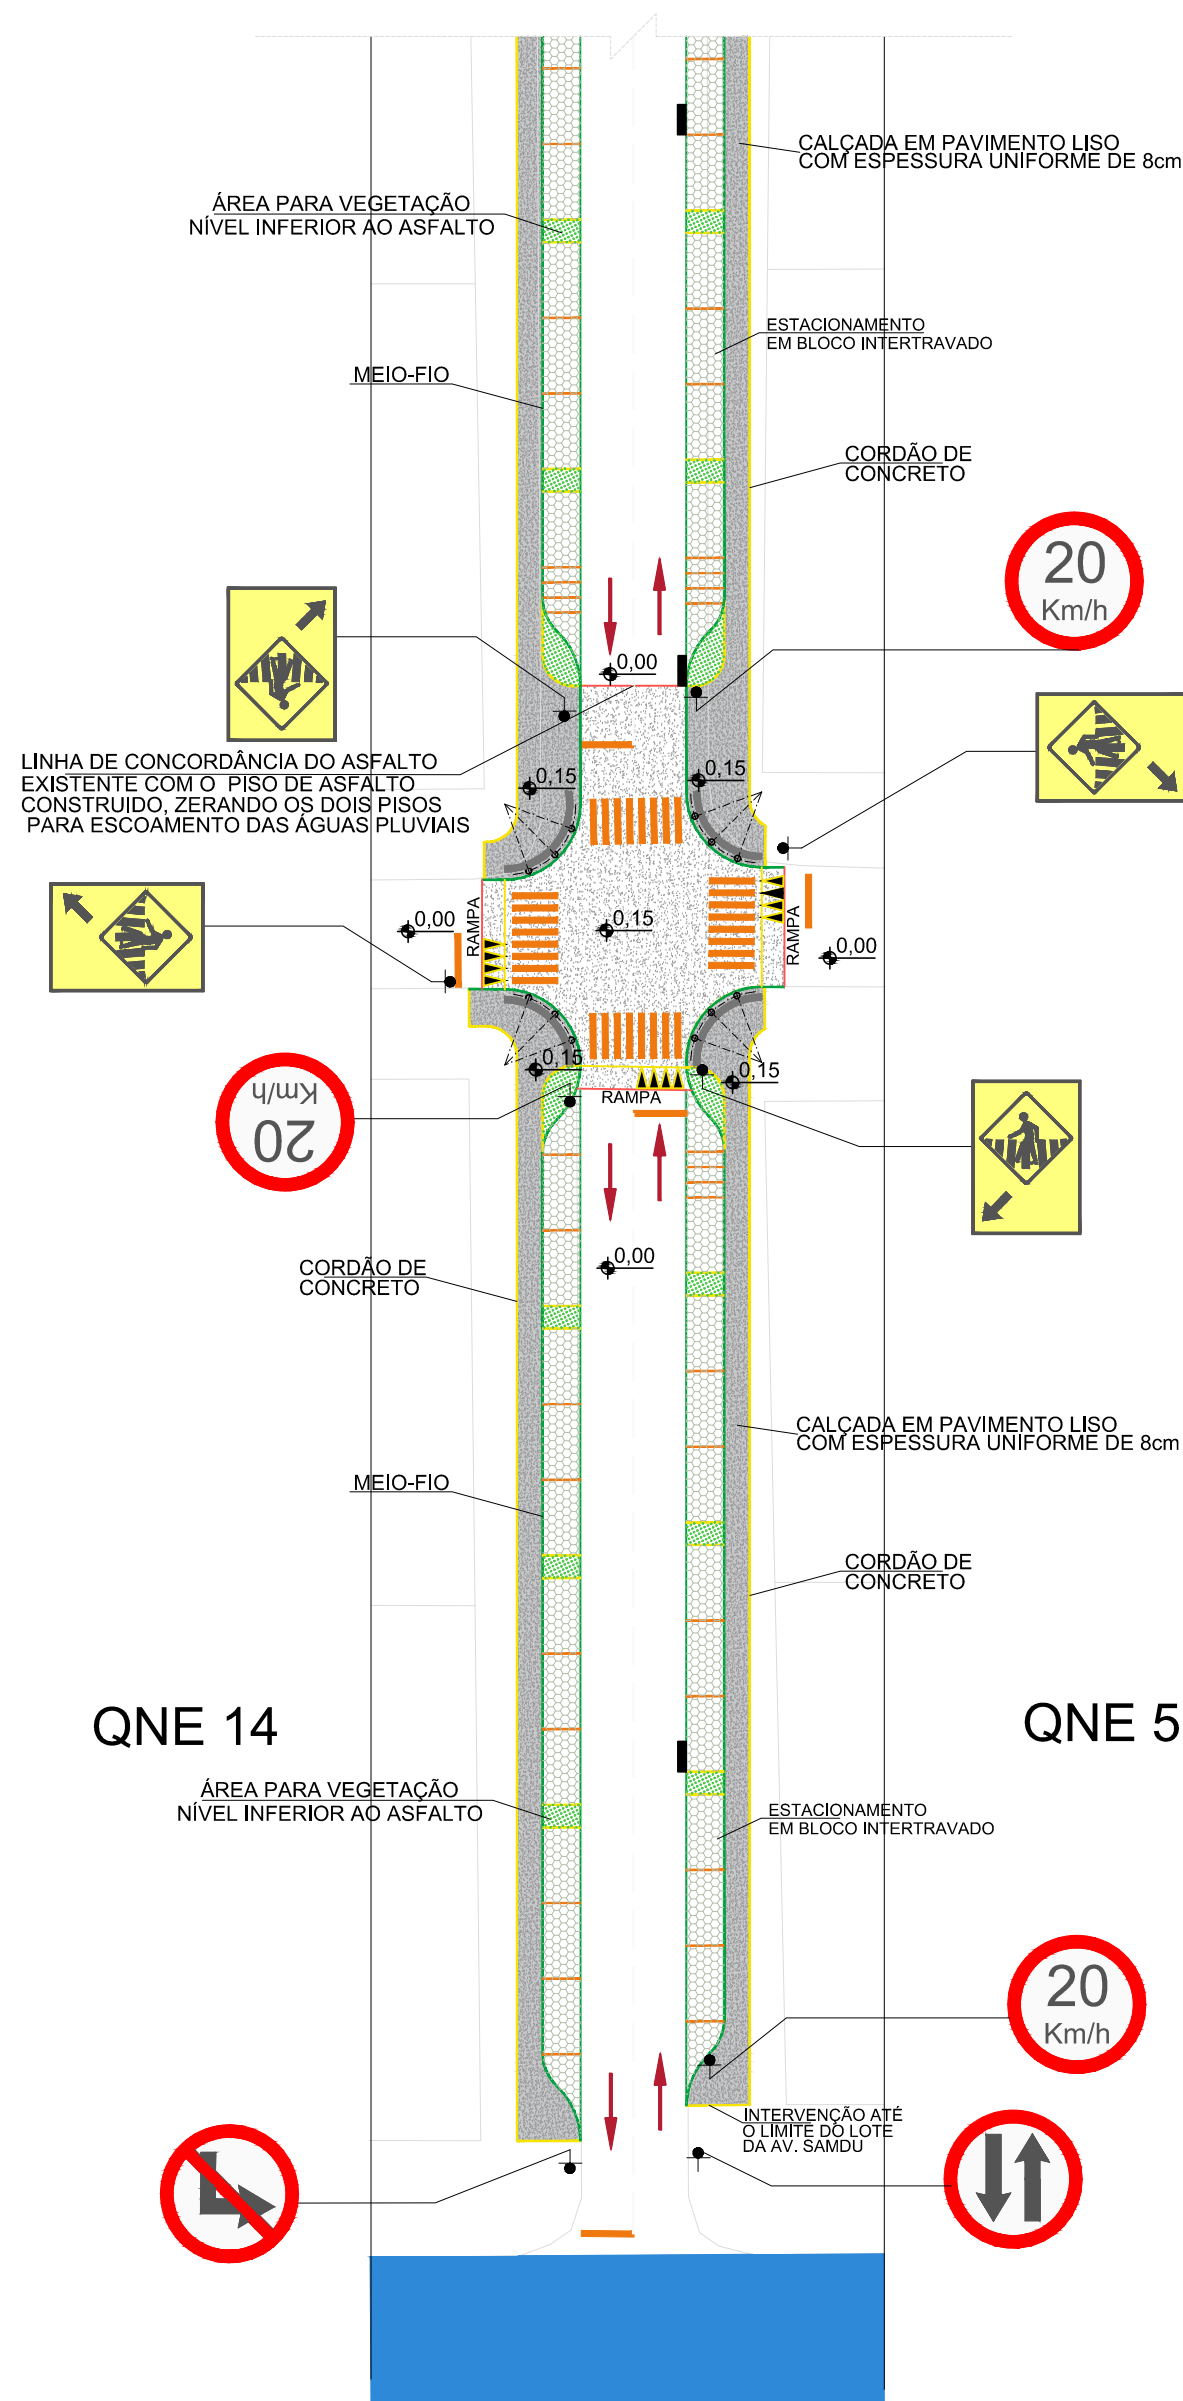 CALÇADA EM PAVIMENTO LISO
COM ESPESSURA UNIFORME DE 8cm
ÁREA PARA VEGETAÇÃO
NÍVEL INFERIOR AO ASFALTO
ESTACIONAMENTO
EM BLOCO INTERTRAVADO
MEIO-FIO
CORDÃO DE
CONCRETO
20
Km/h
0,00
LINHA DE CONCORDÂNCIA DO ASFALTO
EXISTENTE COM O PISO DE ASFALTO
CONSTRUIDO, ZERANDO OS DOIS PISOS
PARA ESCOAMENTO DAS ÁGUAS PLUVIAIS
0,15
0,15
0,00
RAMPA
0,15
RAMPA
0,00
0,15
0,15
RAMPA
20
Km/h
0,00
CORDÃO DE
CONCRETO
CALÇADA EM PAVIMENTO LISO
COM ESPESSURA UNIFORME DE 8cm
MEIO-FIO
CORDÃO DE
CONCRETO
QNE 14
QNE 5
ÁREA PARA VEGETAÇÃO
NÍVEL INFERIOR AO ASFALTO
ESTACIONAMENTO
EM BLOCO INTERTRAVADO
20
Km/h
INTERVENÇÃO ATÉ
O LIMITE DO LOTE
DA AV. SAMDU